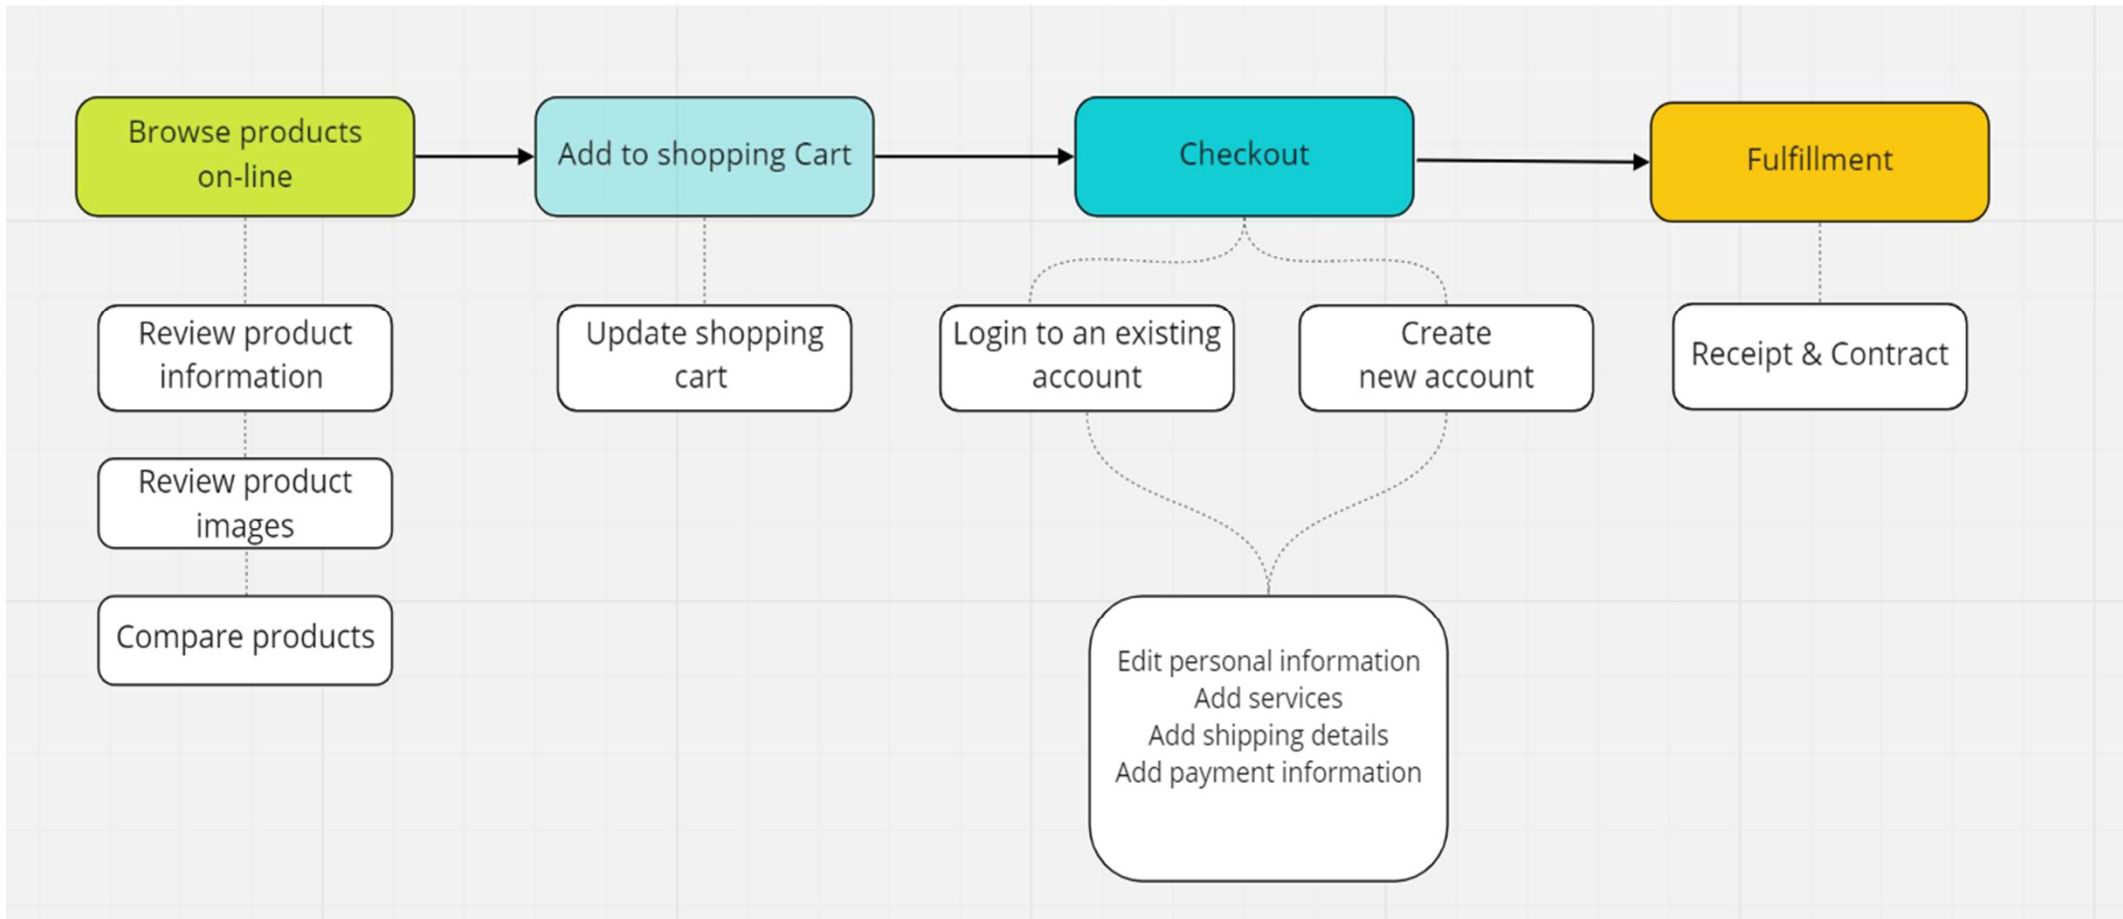 Browse products
on-line
Add to shopping Cart
Checkout
Fulfillment
Review product
information
Update shopping
cart
Login to an existing
account
Create
new account
Receipt & Contract
Review product
images
Compare products
Edit personal information
Add services
Add shipping details
Add payment information